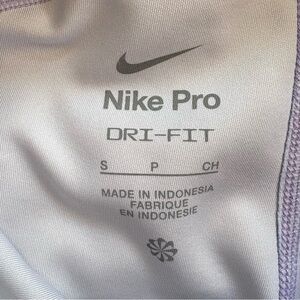 Nike Pro
DRI-FIT
S P CH
MADE IN INDONESIA
FABRIQUE
EN INDONESIE